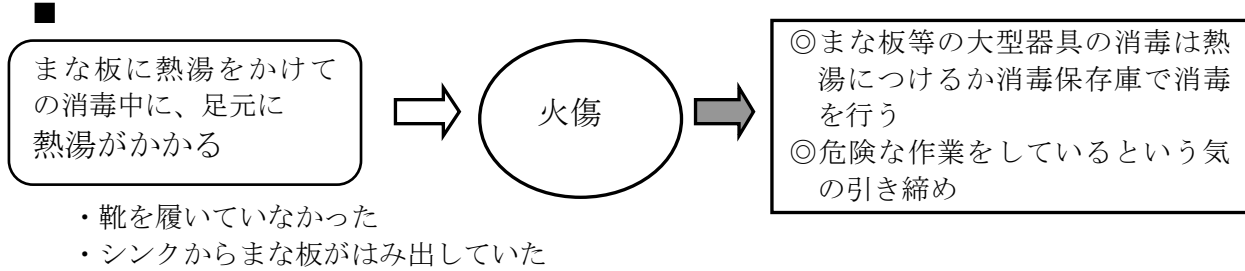 ■
まな板に熱湯をかけて
の消毒中に、足元に
熱湯がかかる
・靴を履いていなかった
・シンクからまな板がはみ出していた
火傷
◎まな板等の大型器具の消毒は熱
湯につけるか消毒保存庫で消毒
を行う
◎危険な作業をしているという気
の引き締め